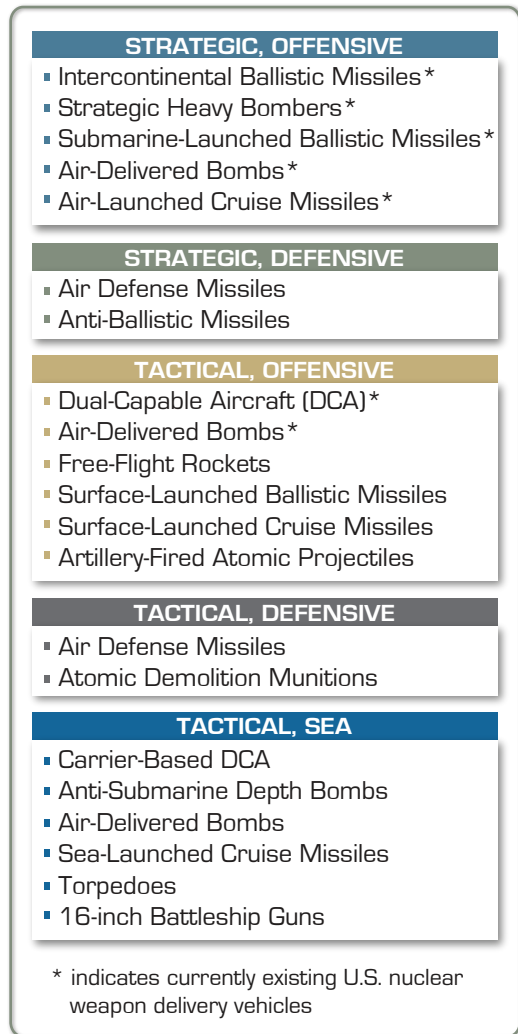 STRATEGIC, OFFENSIVE
Intercontinental Ballistic Missiles*
Strategic Heavy Bombers*
Submarine-Launched Ballistic Missiles*
Air-Delivered Bombs*
Air-Launched Cruise Missiles*
STRATEGIC, DEFENSIVE
Air Defense Missiles
Anti-Ballistic Missiles
TACTICAL, OFFENSIVE
Dual-Capable Aircraft (DCA)*
Air-Delivered Bombs*
Free-Flight Rockets
Surface-Launched Ballistic Missiles
Surface-Launched Cruise Missiles
Artillery-Fired Atomic Projectiles
TACTICAL, DEFENSIVE
Air Defense Missiles
Atomic Demolition Munitions
TACTICAL, SEA
Carrier-Based DCA
Anti-Submarine Depth Bombs
Air-Delivered Bombs
Sea-Launched Cruise Missiles
Torpedoes
16-inch Battleship Guns
* indicates currently existing U.S. nuclear
weapon delivery vehicles